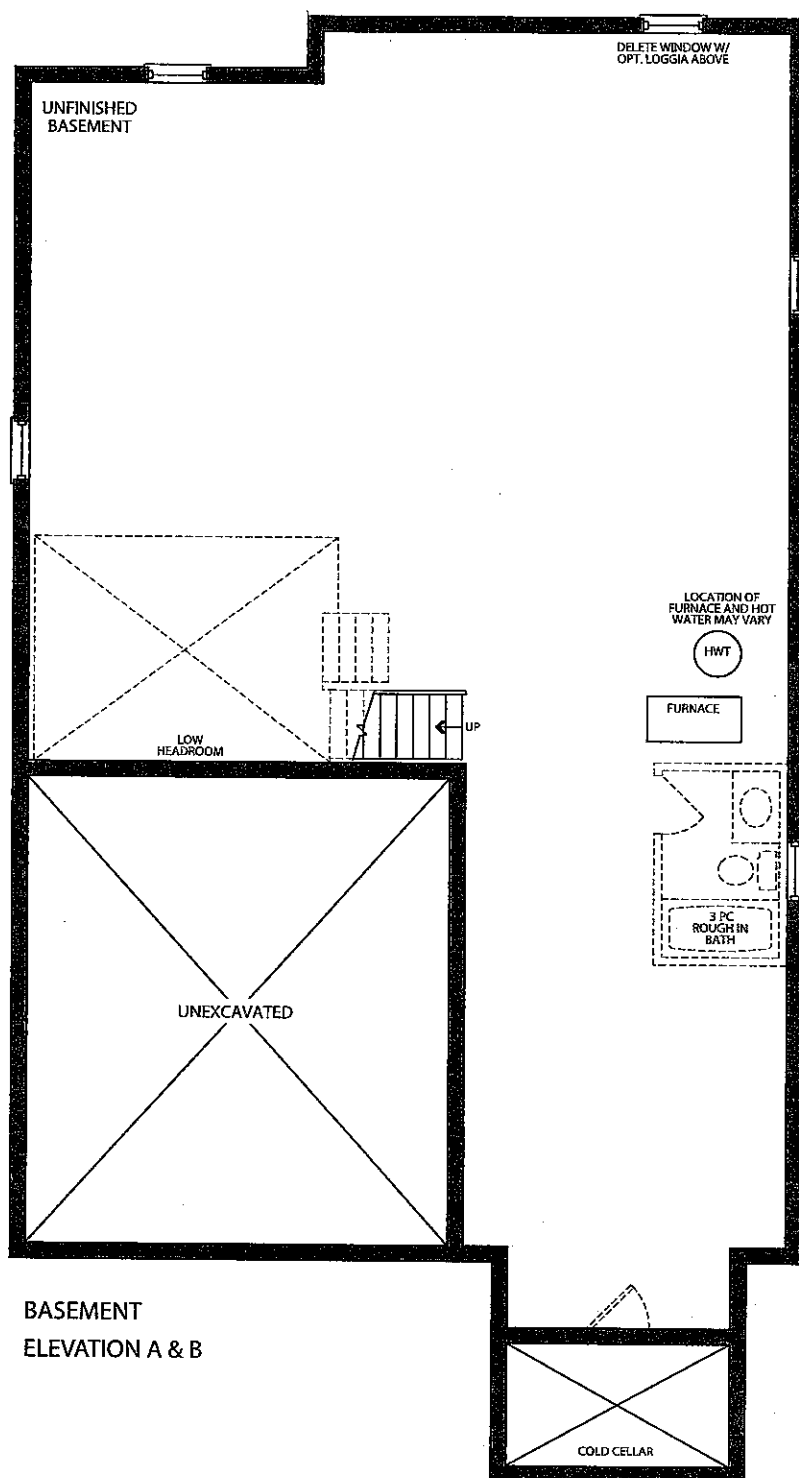 DELETE WINDOW W/
OPT. LOGGIA ABOVE
UNFINISHED
BASEMENT
LOCATION OF
FURNACE AND HOT
WATER MAY VARY
HWT
FURNACE
UP
LOW
HEADROOM
3 PC
ROUGH IN
BATH
UNEXCAVATED
BASEMENT
ELEVATION A & B
COLD CELLAR